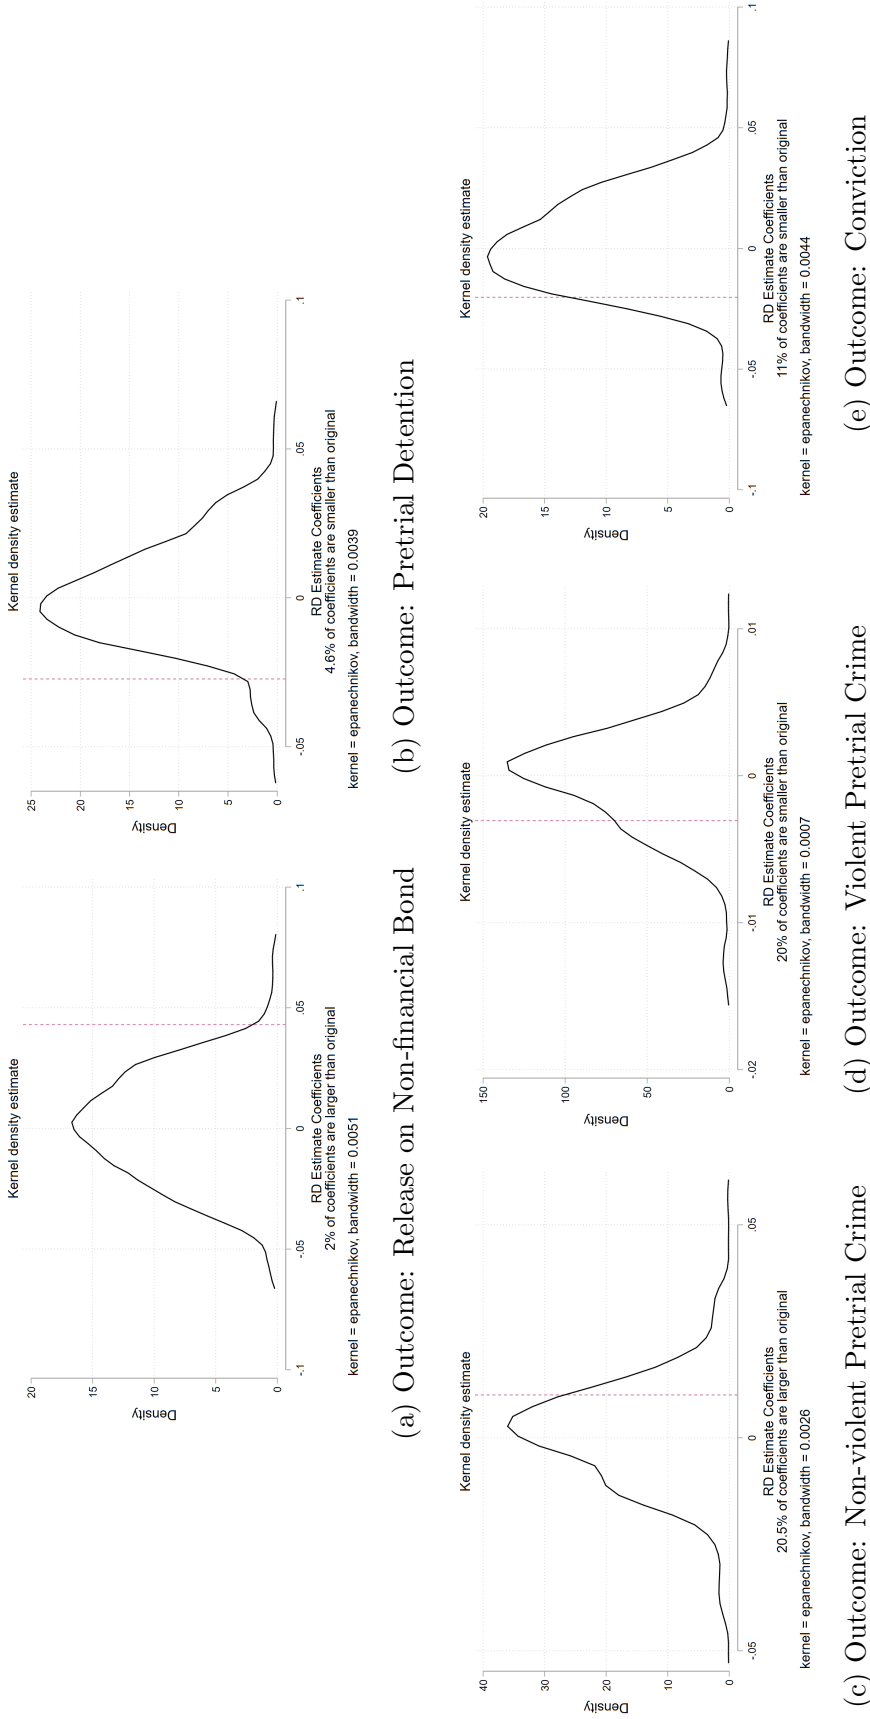 Kernel density estimate
Density
20
15
10
5
0
-.1
-.05
0
.05
.1
RD Estimate Coefficients
2% of coefficients are larger than original
kernel = epanechnikov, bandwidth = 0.0051
(a) Outcome: Release on Non-financial Bond
Kernel density estimate
Density
25
20
15
10
5
0
-.05
0
.05
.1
RD Estimate Coefficients
4.6% of coefficients are smaller than original
kernel = epanechnikov, bandwidth = 0.0039
(b) Outcome: Pretrial Detention
Kernel density estimate
Density
40
30
20
10
0
-.05
0
.05
RD Estimate Coefficients
20.5% of coefficients are larger than original
kernel = epanechnikov, bandwidth = 0.0026
(c) Outcome: Non-violent Pretrial Crime
Kernel density estimate
Density
150
100
50
0
-.02
-.01
0
.01
RD Estimate Coefficients
20% of coefficients are smaller than original
kernel = epanechnikov, bandwidth = 0.0007
(d) Outcome: Violent Pretrial Crime
Kernel density estimate
Density
20
15
10
5
0
-.1
-.05
0
.05
.1
RD Estimate Coefficients
11% of coefficients are smaller than original
kernel = epanechnikov, bandwidth = 0.0044
(e) Outcome: Conviction